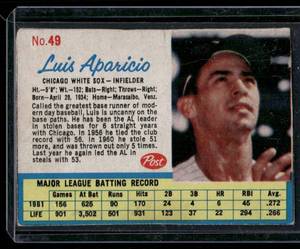 No. 49
Luis Aparicio
CHICAGO WHITE SOX — INFIELDER
Ht.—5'8"; Wt.—152; Bats—Right; Throws—Right;
Born—April 29, 1934; Home—Maracaibo, Venz.
Called the greatest base runner of modern
day baseball, Luis is uncanny on the base
paths. He has been the AL leader
in stolen bases 6 straight years
with Chicago. In 1956 he tied the club
record with 56. In 1960 he stole 51
more, and was thrown out only 5 times.
Last year he again led the AL in
steals with 53.
Post
MAJOR LEAGUE BATTING RECORD
Games At Bat Runs Hits 2B 3B HR RBI Avg.
1961 156 625 90 170 24 4 6 45 .272
LIFE 901 3,502 501 931 123 37 22 294 .266